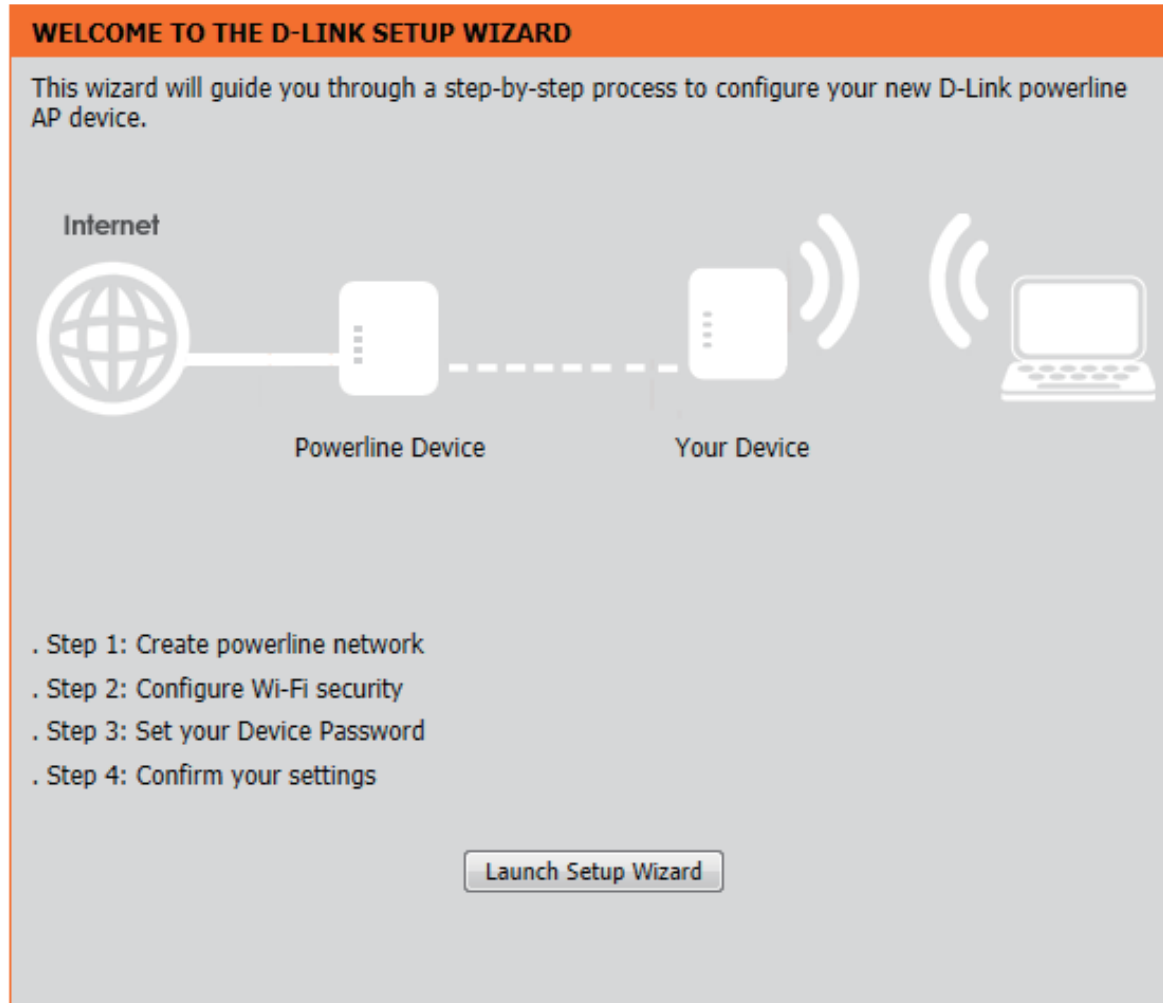 WELCOME TO THE D-LINK SETUP WIZARD
This wizard will guide you through a step-by-step process to configure your new D-Link powerline
AP device.
Internet
Powerline Device
Your Device
. Step 1: Create powerline network
. Step 2: Configure Wi-Fi security
. Step 3: Set your Device Password
. Step 4: Confirm your settings
Launch Setup Wizard